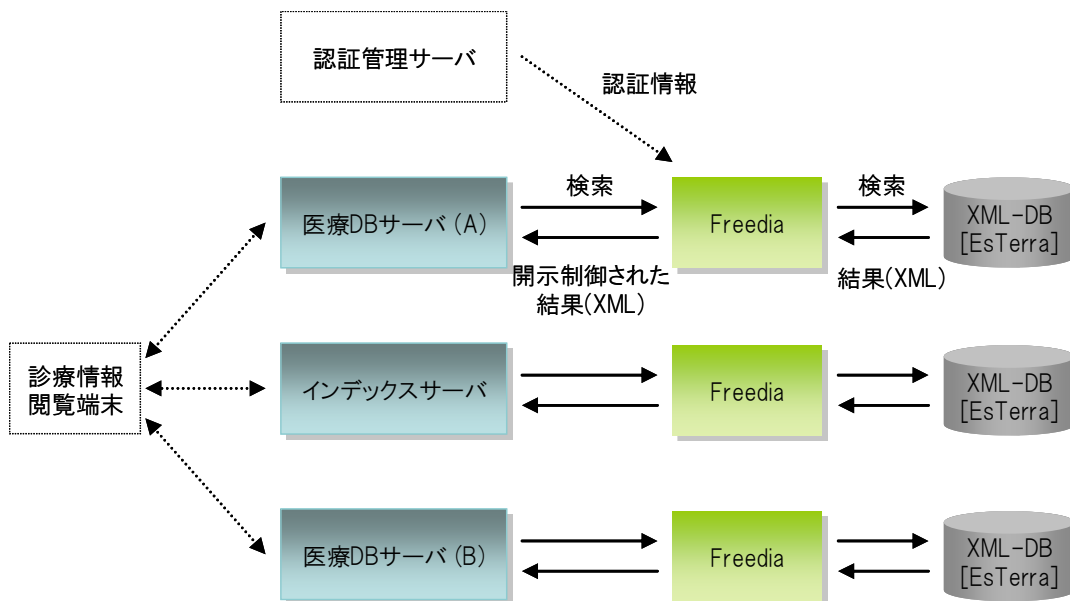 認証管理サーバ
認証情報
検索
検索
医療DBサーバ(A)
Freedia
XML-DB
[EsTerra]
開示制御された
結果(XML)
結果(XML)
診療情報
閲覧端末
インデックスサーバ
Freedia
XML-DB
[EsTerra]
医療DBサーバ(B)
Freedia
XML-DB
[EsTerra]